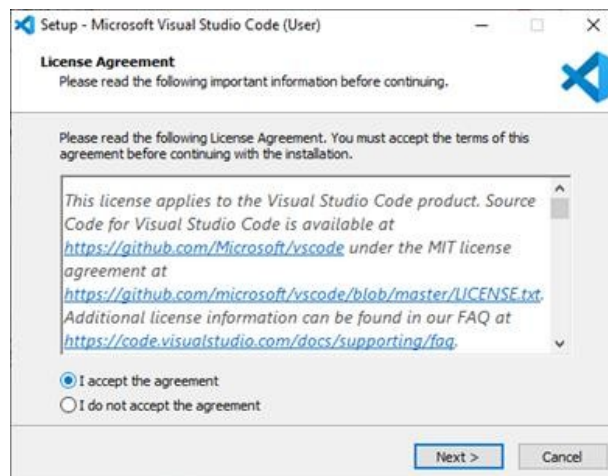 Setup - Microsoft Visual Studio Code (User)
License Agreement
Please read the following important information before continuing.
Please read the following License Agreement. You must accept the terms of this
agreement before continuing with the installation.
This license applies to the Visual Studio Code product. Source
Code for Visual Studio Code is available at
https://github.com/Microsoft/vscode under the MIT license
agreement at
https://github.com/microsoft/vscode/blob/master/LICENSE.txt.
Additional license information can be found in our FAQ at
https://code.visualstudio.com/docs/supporting/faq.
I accept the agreement
I do not accept the agreement
Next > Cancel